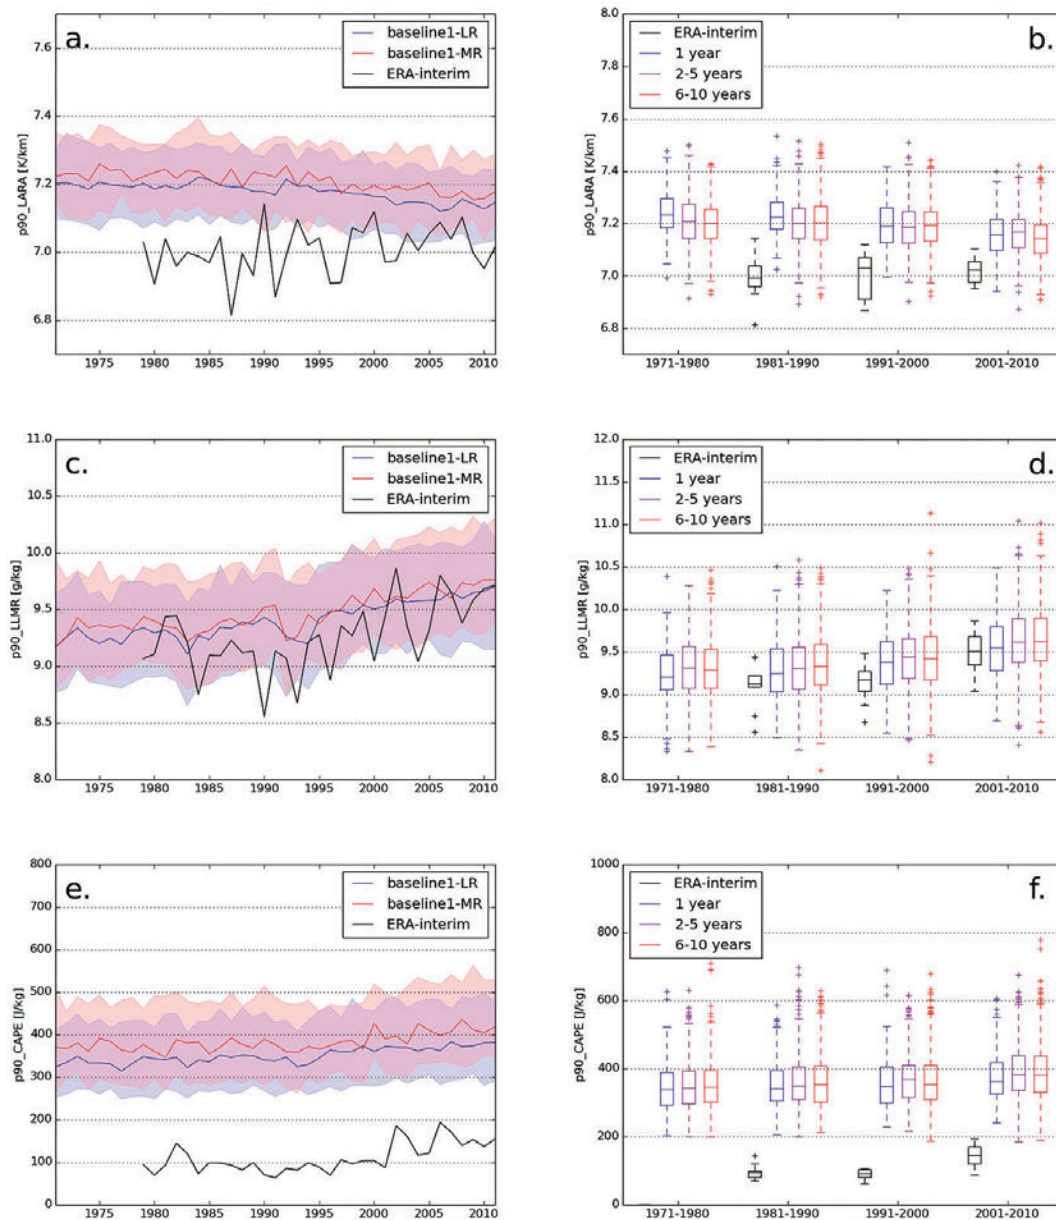 a.
baseline1-LR
baseline1-MR
ERA-interim
p90_LARA [K/km]
7.6
7.4
7.2
7.0
6.8
1975 1980 1985 1990 1995 2000 2005 2010
b.
ERA-interim
1 year
2-5 years
6-10 years
p90_LARA [K/km]
8.0
7.8
7.6
7.4
7.2
7.0
6.8
1971-1980 1981-1990 1991-2000 2001-2010
c.
baseline1-LR
baseline1-MR
ERA-interim
p90_LLMR [g/kg]
11.0
10.5
10.0
9.5
9.0
8.5
8.0
1975 1980 1985 1990 1995 2000 2005 2010
d.
ERA-interim
1 year
2-5 years
6-10 years
p90_LLMR [g/kg]
12.0
11.5
11.0
10.5
10.0
9.5
9.0
8.5
8.0
1971-1980 1981-1990 1991-2000 2001-2010
e.
baseline1-LR
baseline1-MR
ERA-interim
p90_CAPE [J/kg]
800
700
600
500
400
300
200
100
0
1975 1980 1985 1990 1995 2000 2005 2010
f.
ERA-interim
1 year
2-5 years
6-10 years
p90_CAPE [J/kg]
1000
800
600
400
200
0
1971-1980 1981-1990 1991-2000 2001-2010